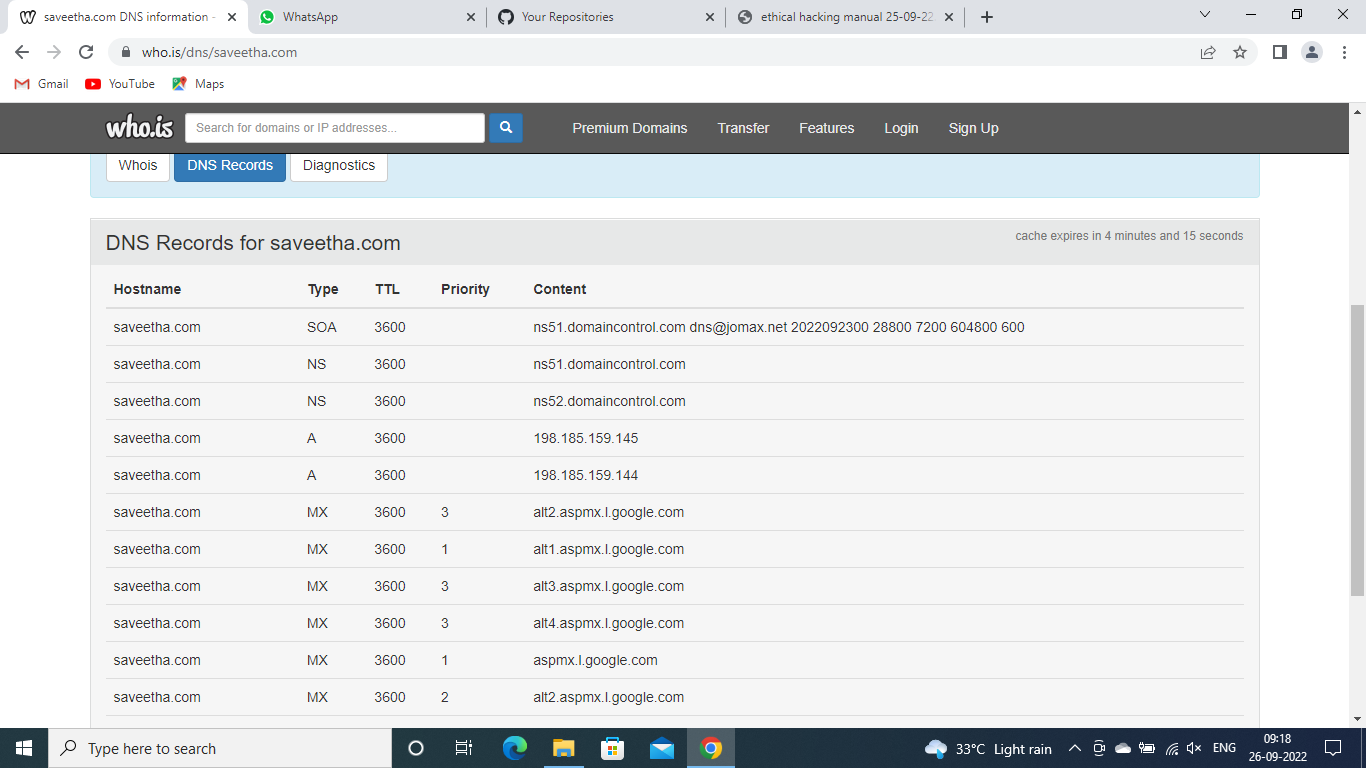 saveetha.com DNS information -
WhatsApp
Your Repositories
ethical hacking manual 25-09-22
who.is/dns/saveetha.com
Gmail YouTube Maps
who.is Search for domains or IP addresses... Premium Domains Transfer Features Login Sign Up
Whois DNS Records Diagnostics
DNS Records for saveetha.com cache expires in 4 minutes and 15 seconds
Hostname Type TTL Priority Content
saveetha.com SOA 3600 ns51.domaincontrol.com dns@jomax.net 2022092300 28800 7200 604800 600
saveetha.com NS 3600 ns51.domaincontrol.com
saveetha.com NS 3600 ns52.domaincontrol.com
saveetha.com A 3600 198.185.159.145
saveetha.com A 3600 198.185.159.144
saveetha.com MX 3600 3 alt2.aspmx.l.google.com
saveetha.com MX 3600 1 alt1.aspmx.l.google.com
saveetha.com MX 3600 3 alt3.aspmx.l.google.com
saveetha.com MX 3600 3 alt4.aspmx.l.google.com
saveetha.com MX 3600 1 aspmx.l.google.com
saveetha.com MX 3600 2 alt2.aspmx.l.google.com
Type here to search
33°C Light rain
ENG
09:18
26-09-2022